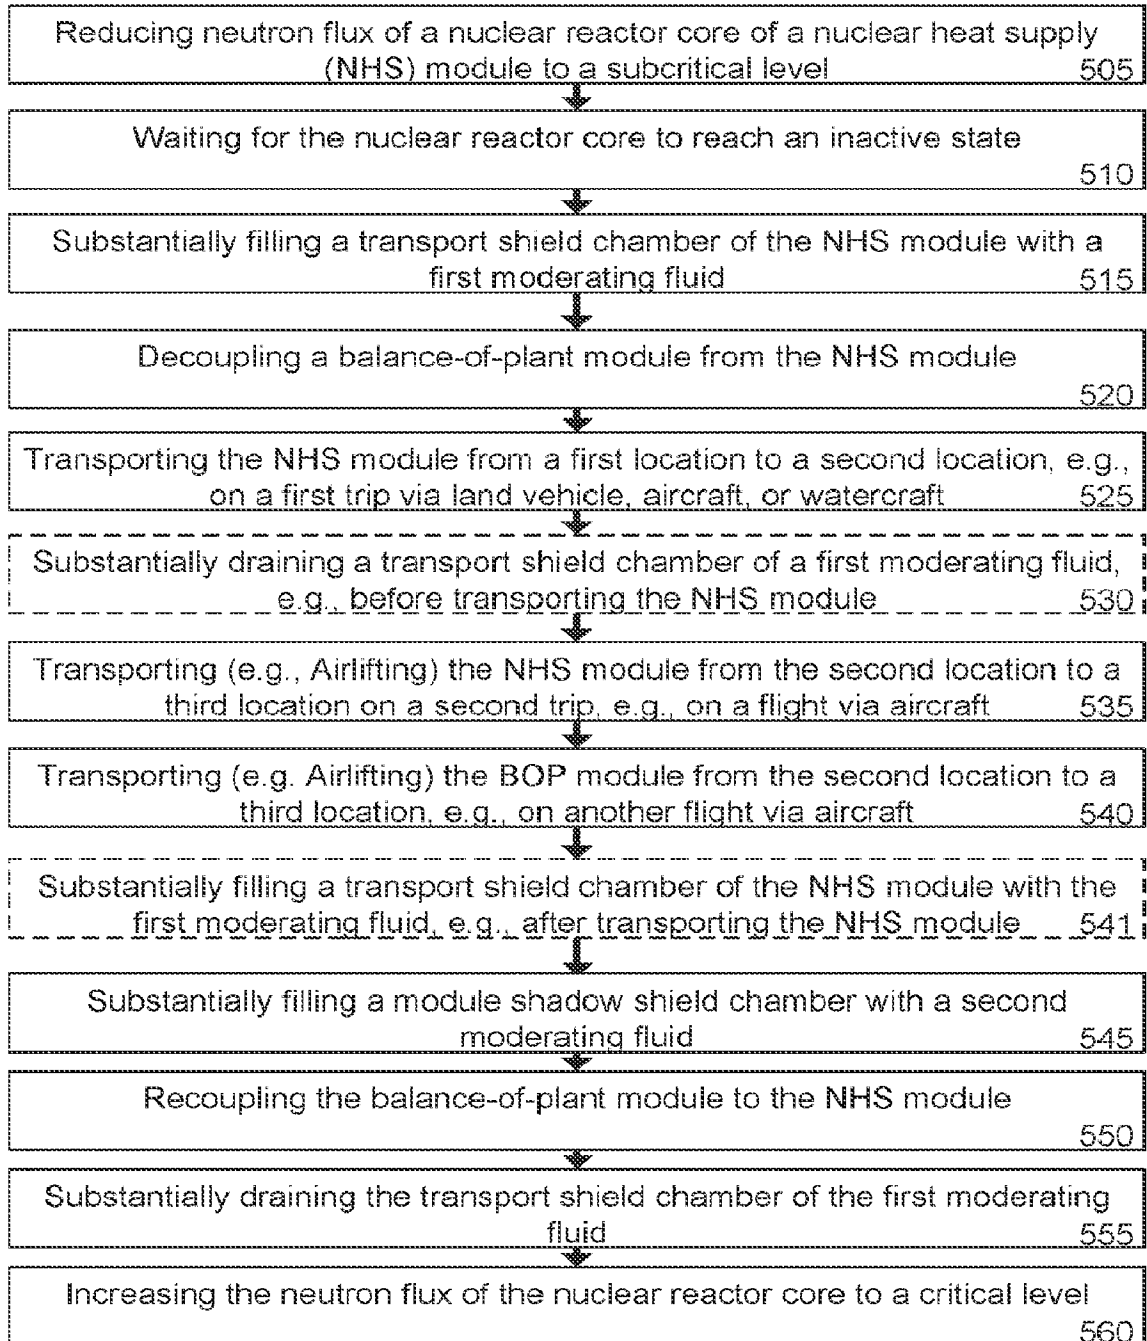 Reducing neutron flux of a nuclear reactor core of a nuclear heat supply
(NHS) module to a subcritical level 505
Waiting for the nuclear reactor core to reach an inactive state
510
Substantially filling a transport shield chamber of the NHS module with a
first moderating fluid 515
Decoupling a balance-of-plant module from the NHS module
520
Transporting the NHS module from a first location to a second location, e.g.,
on a first trip via land vehicle, aircraft, or watercraft 525
Substantially draining a transport shield chamber of a first moderating fluid,
e.g., before transporting the NHS module 530
Transporting (e.g., Airlifting) the NHS module from the second location to a
third location on a second trip, e.g., on a flight via aircraft 535
Transporting (e.g. Airlifting) the BOP module from the second location to a
third location, e.g., on another flight via aircraft 540
Substantially filling a transport shield chamber of the NHS module with the
first moderating fluid, e.g., after transporting the NHS module 541
Substantially filling a module shadow shield chamber with a second
moderating fluid 545
Recoupling the balance-of-plant module to the NHS module
550
Substantially draining the transport shield chamber of the first moderating
fluid 555
Increasing the neutron flux of the nuclear reactor core to a critical level
560